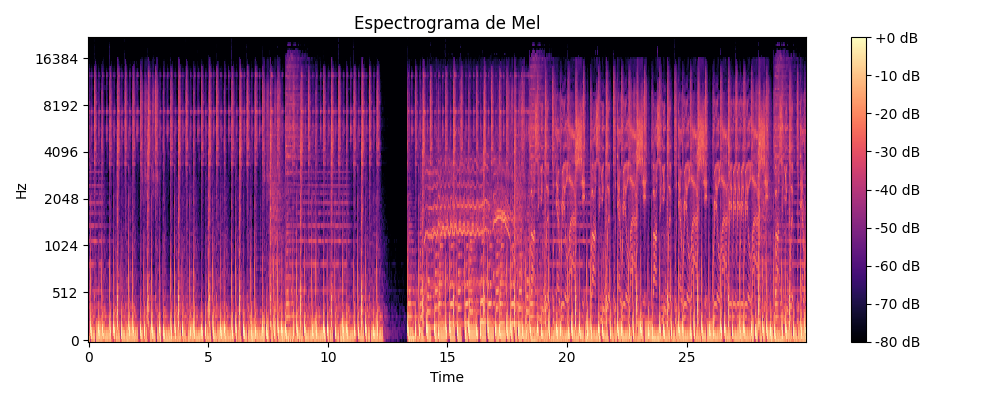 Espectrograma de Mel
16384
8192
4096
2048
1024
512
0
Hz
0 5 10 15 20 25
Time
+0 dB
-10 dB
-20 dB
-30 dB
-40 dB
-50 dB
-60 dB
-70 dB
-80 dB